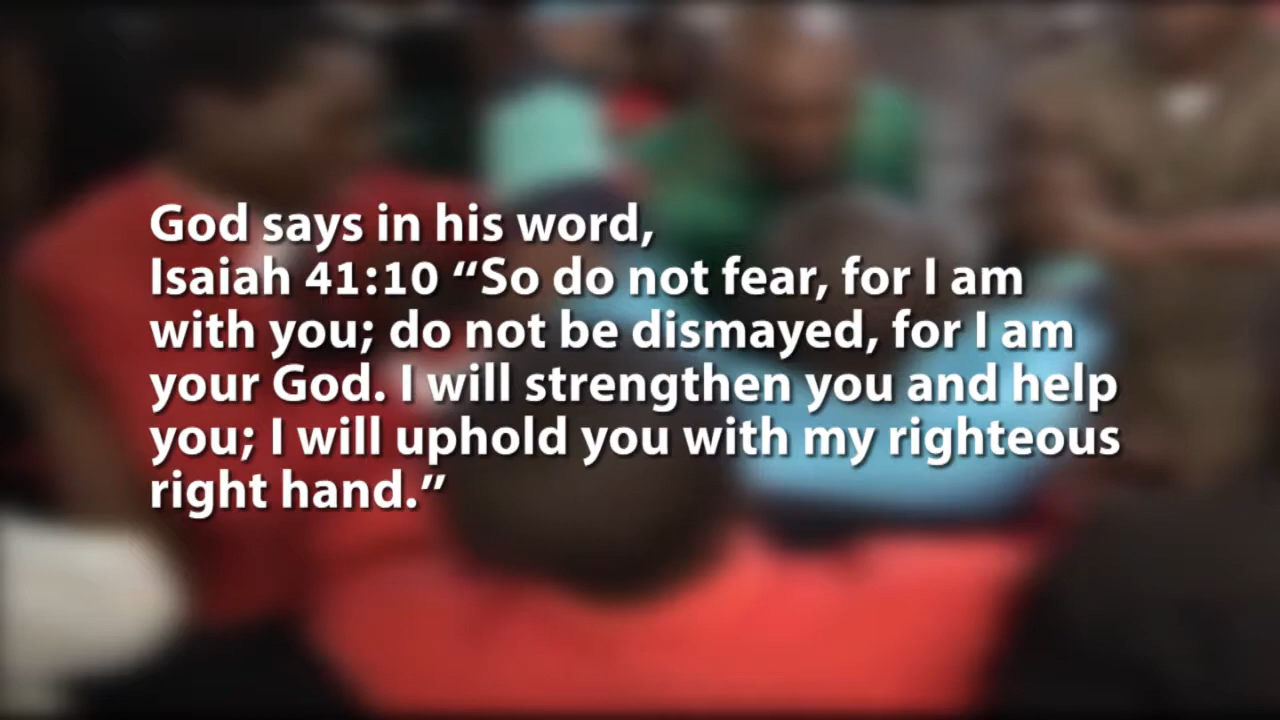 God says in his word,
Isaiah 41:10 “So do not fear, for I am
with you; do not be dismayed, for I am
your God. I will strengthen you and help
you; I will uphold you with my righteous
right hand.”